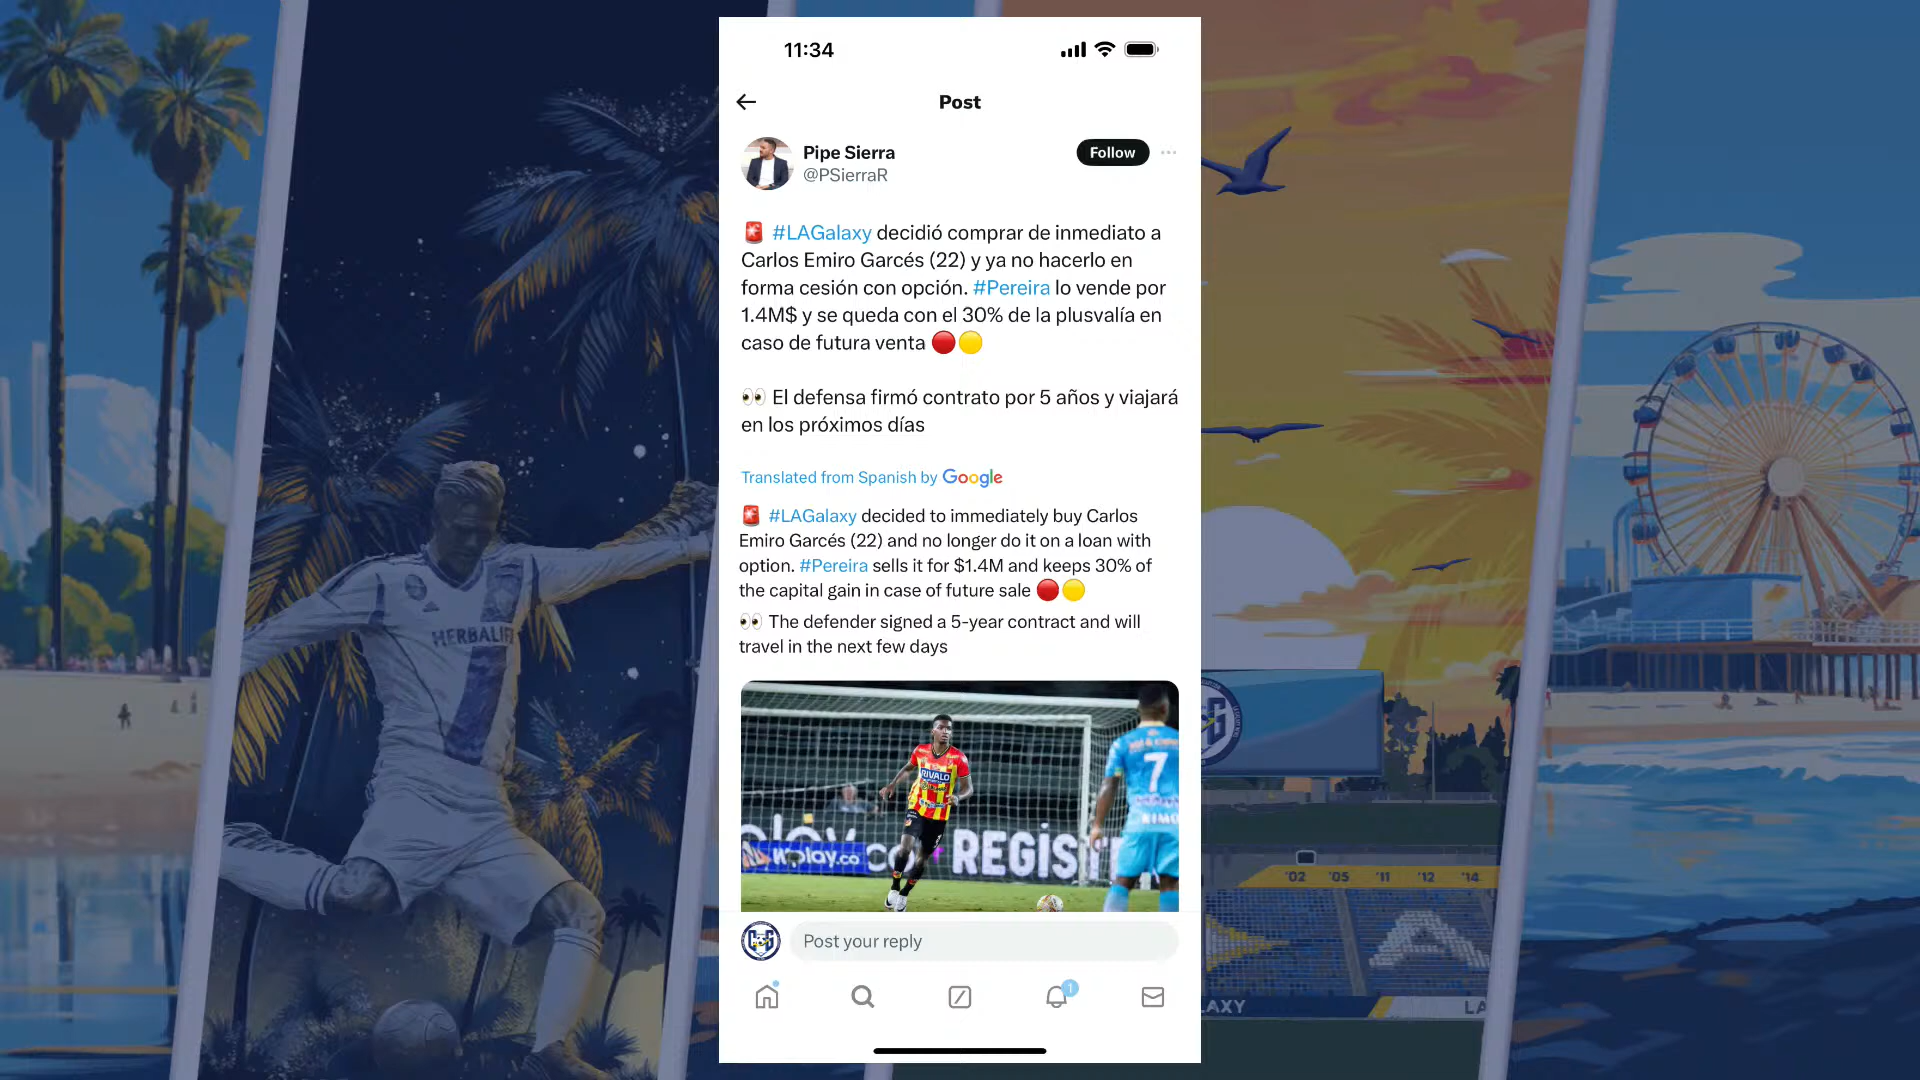 11:34
Post
Pipe Sierra
@PSierraR
Follow
#LAGalaxy decidió comprar de inmediato a
Carlos Emiro Garcés (22) y ya no hacerlo en
forma cesión con opción. #Pereira lo vende por
1.4M$ y se queda con el 30% de la plusvalía en
caso de futura venta
El defensa firmó contrato por 5 años y viajará
en los próximos días
Translated from Spanish by Google
#LAGalaxy decided to immediately buy Carlos
Emiro Garcés (22) and no longer do it on a loan with
option. #Pereira sells it for $1.4M and keeps 30% of
the capital gain in case of future sale
The defender signed a 5-year contract and will
travel in the next few days
RIVALO
7
play.co
REGIST
Post your reply
1
HERBALIFE
'02 '05 '11 '12 '14
A
AXY
LA